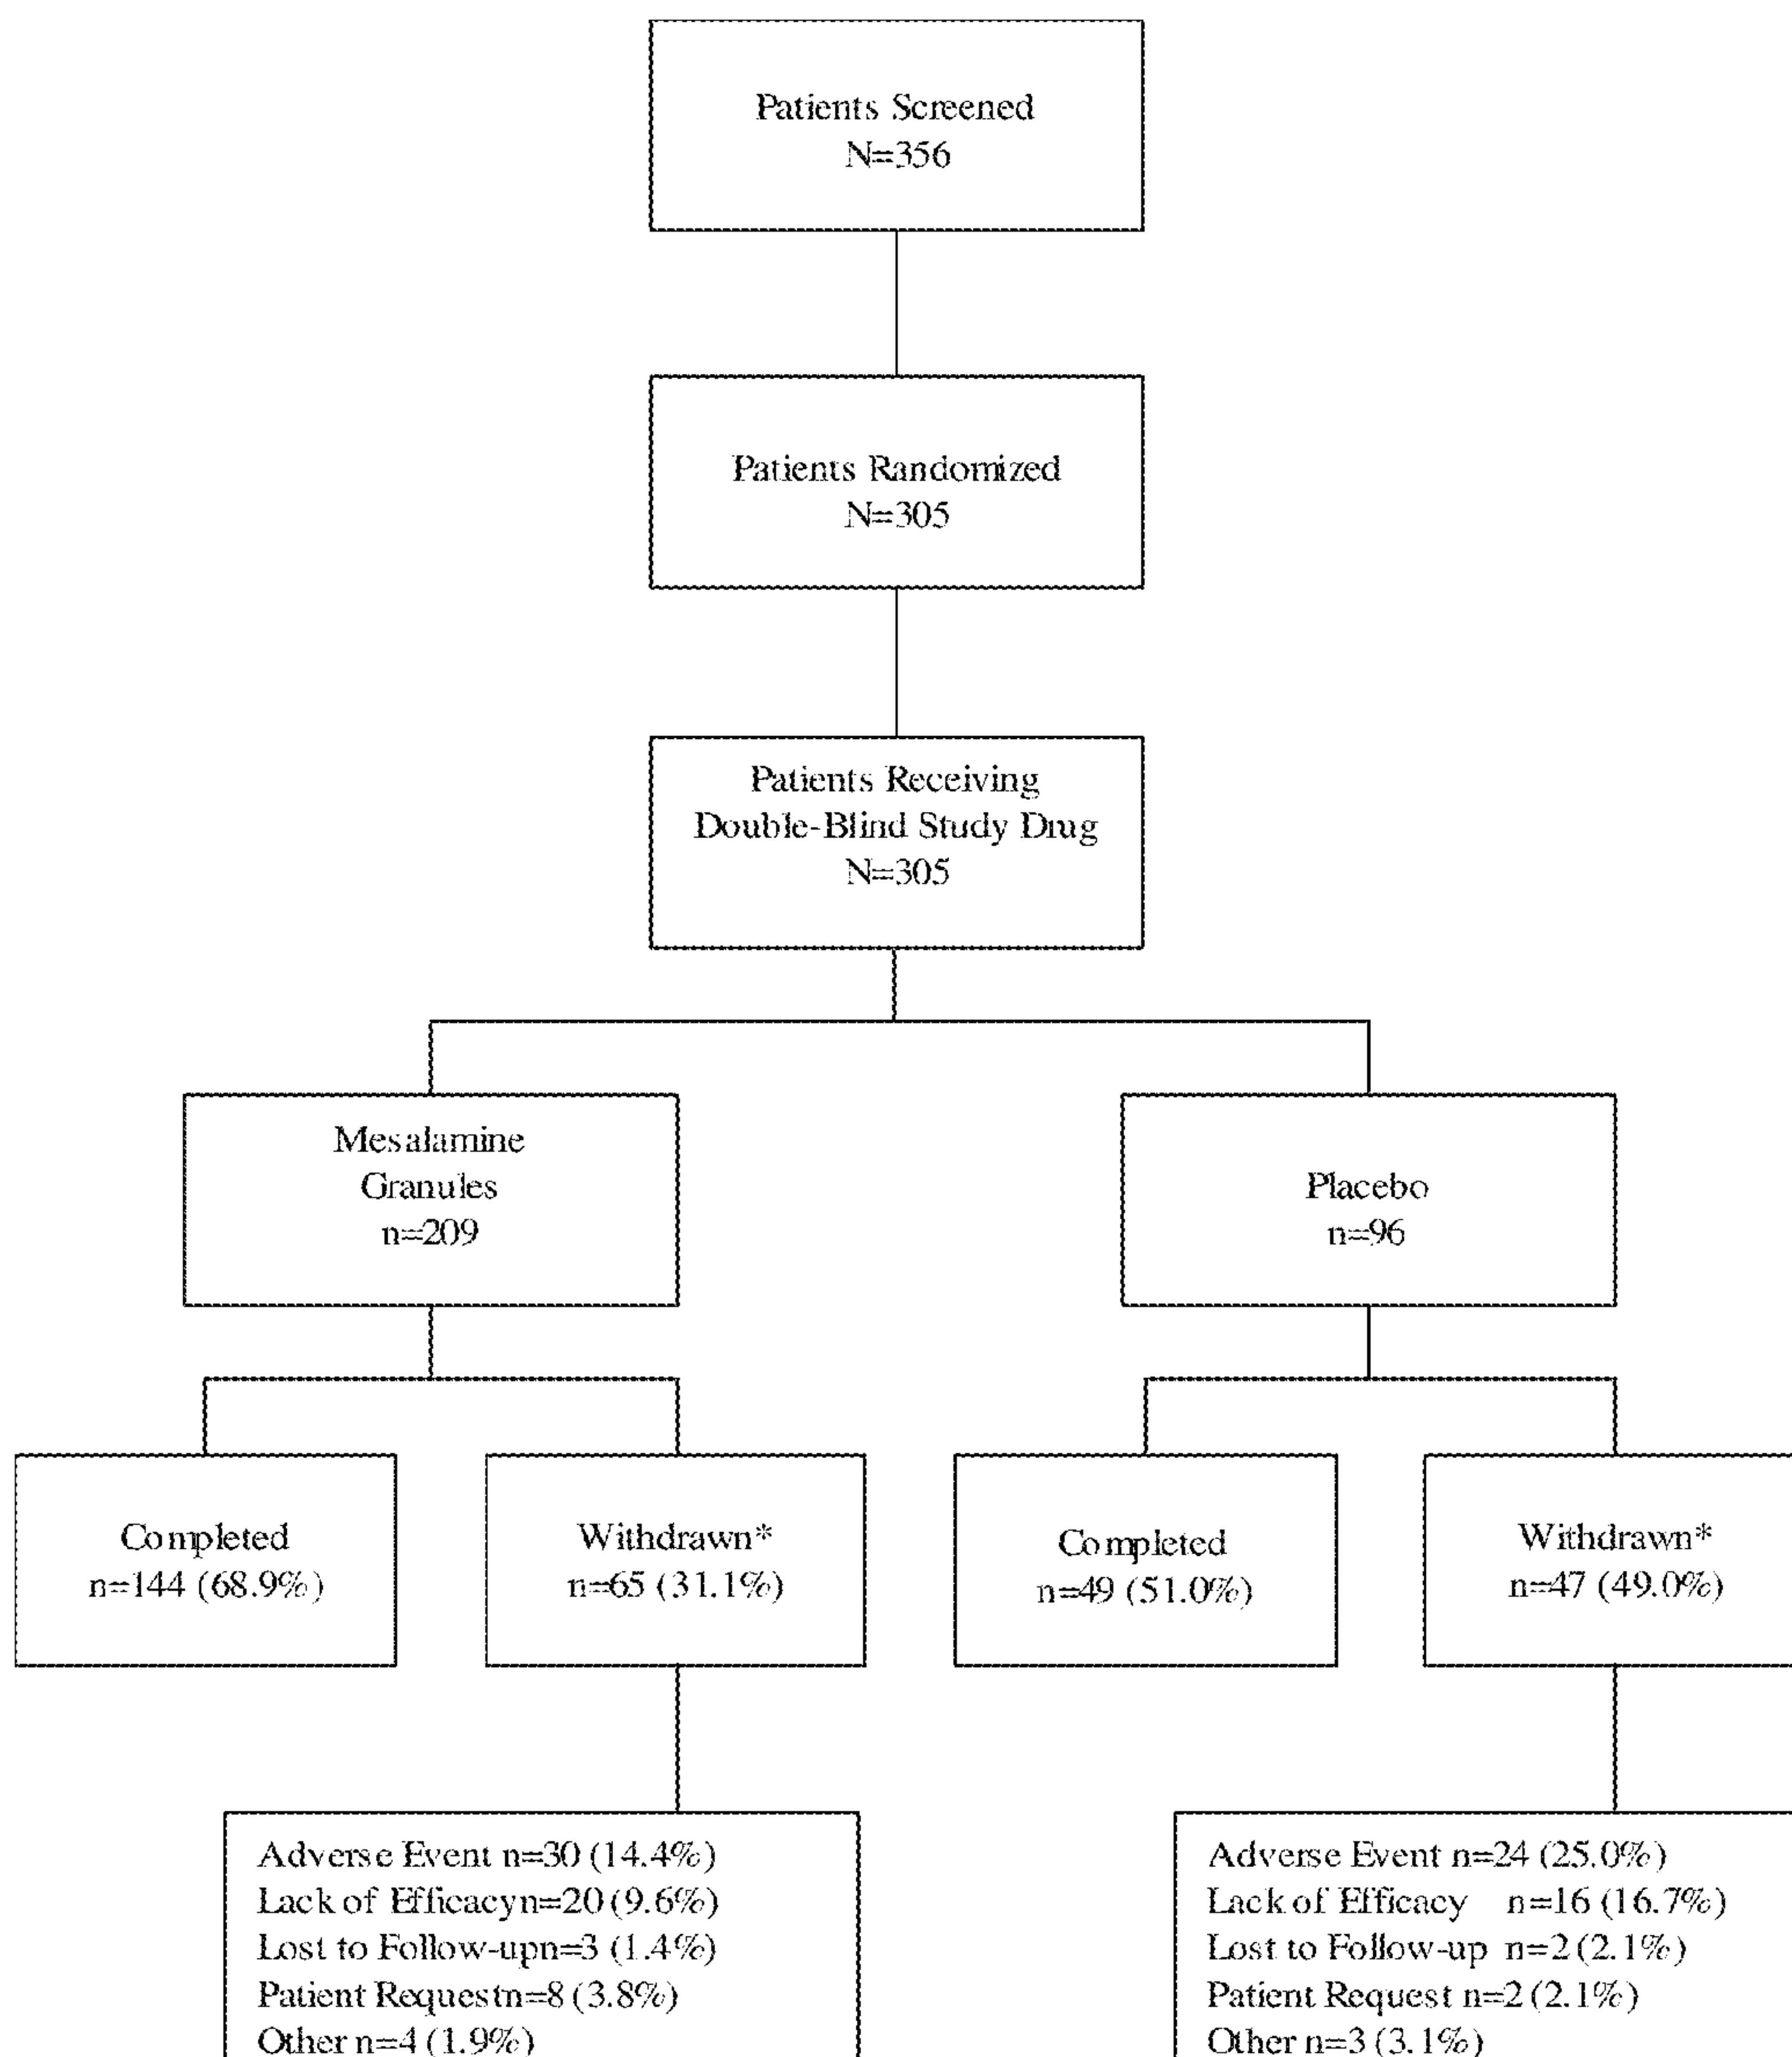 Patients Screened
N=356
Patients Randomized
N=305
Patients Receiving
Double-Blind Study Drug
N=305
Mesalamine
Granules
n=209
Placebo
n=96
Completed
n=144 (68.9%)
Withdrawn*
n=65 (31.1%)
Completed
n=49 (51.0%)
Withdrawn*
n=47 (49.0%)
Adverse Event n=30 (14.4%)
Lack of Efficacyn=20 (9.6%)
Lost to Follow-upn=3 (1.4%)
Patient Requestn=8 (3.8%)
Other n=4 (1.9%)
Adverse Event n=24 (25.0%)
Lack of Efficacy n=16 (16.7%)
Lost to Follow-up n=2 (2.1%)
Patient Request n=2 (2.1%)
Other n=3 (3.1%)